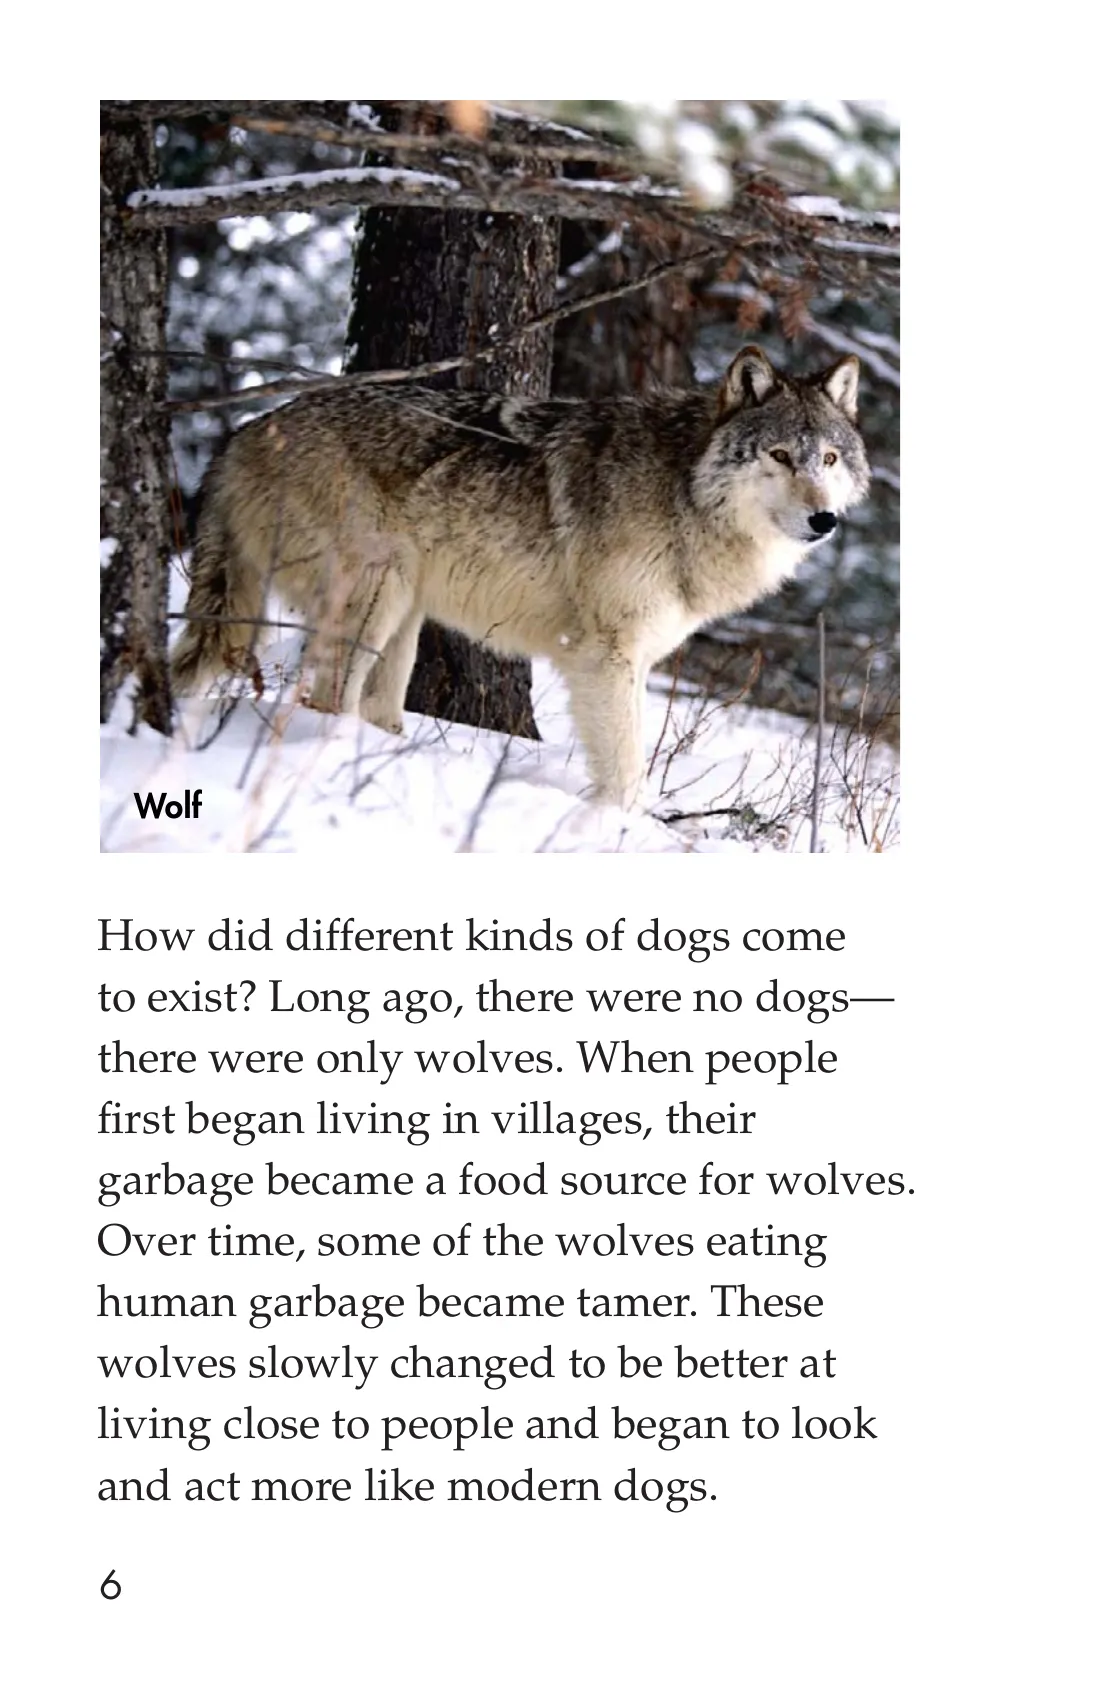 Wolf
How did different kinds of dogs come
to exist? Long ago, there were no dogs—
there were only wolves. When people
first began living in villages, their
garbage became a food source for wolves.
Over time, some of the wolves eating
human garbage became tamer. These
wolves slowly changed to be better at
living close to people and began to look
and act more like modern dogs.
6